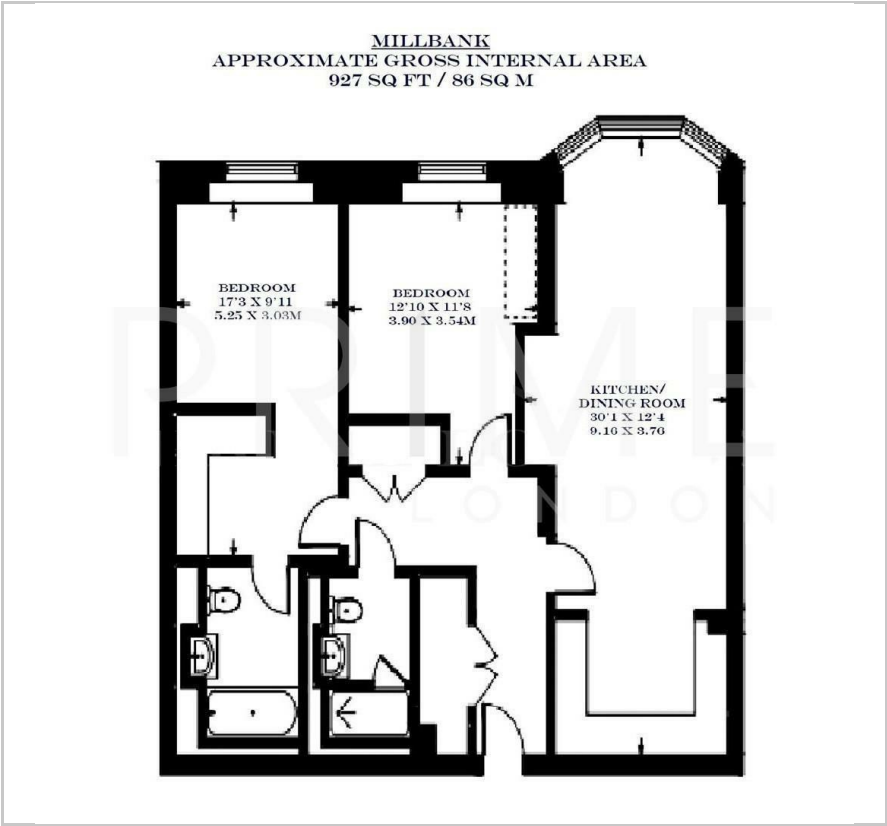 MILLBANK
APPROXIMATE GROSS INTERNAL AREA
927 SQ FT / 86 SQ M
BEDROOM
17'3 X 9'11
5.25 X 3.03M
BEDROOM
12'10 X 11'8
3.90 X 3.54M
KITCHEN/
DINING ROOM
30'1 X 12'4
9.16 X 3.76
PRIME
LONDON